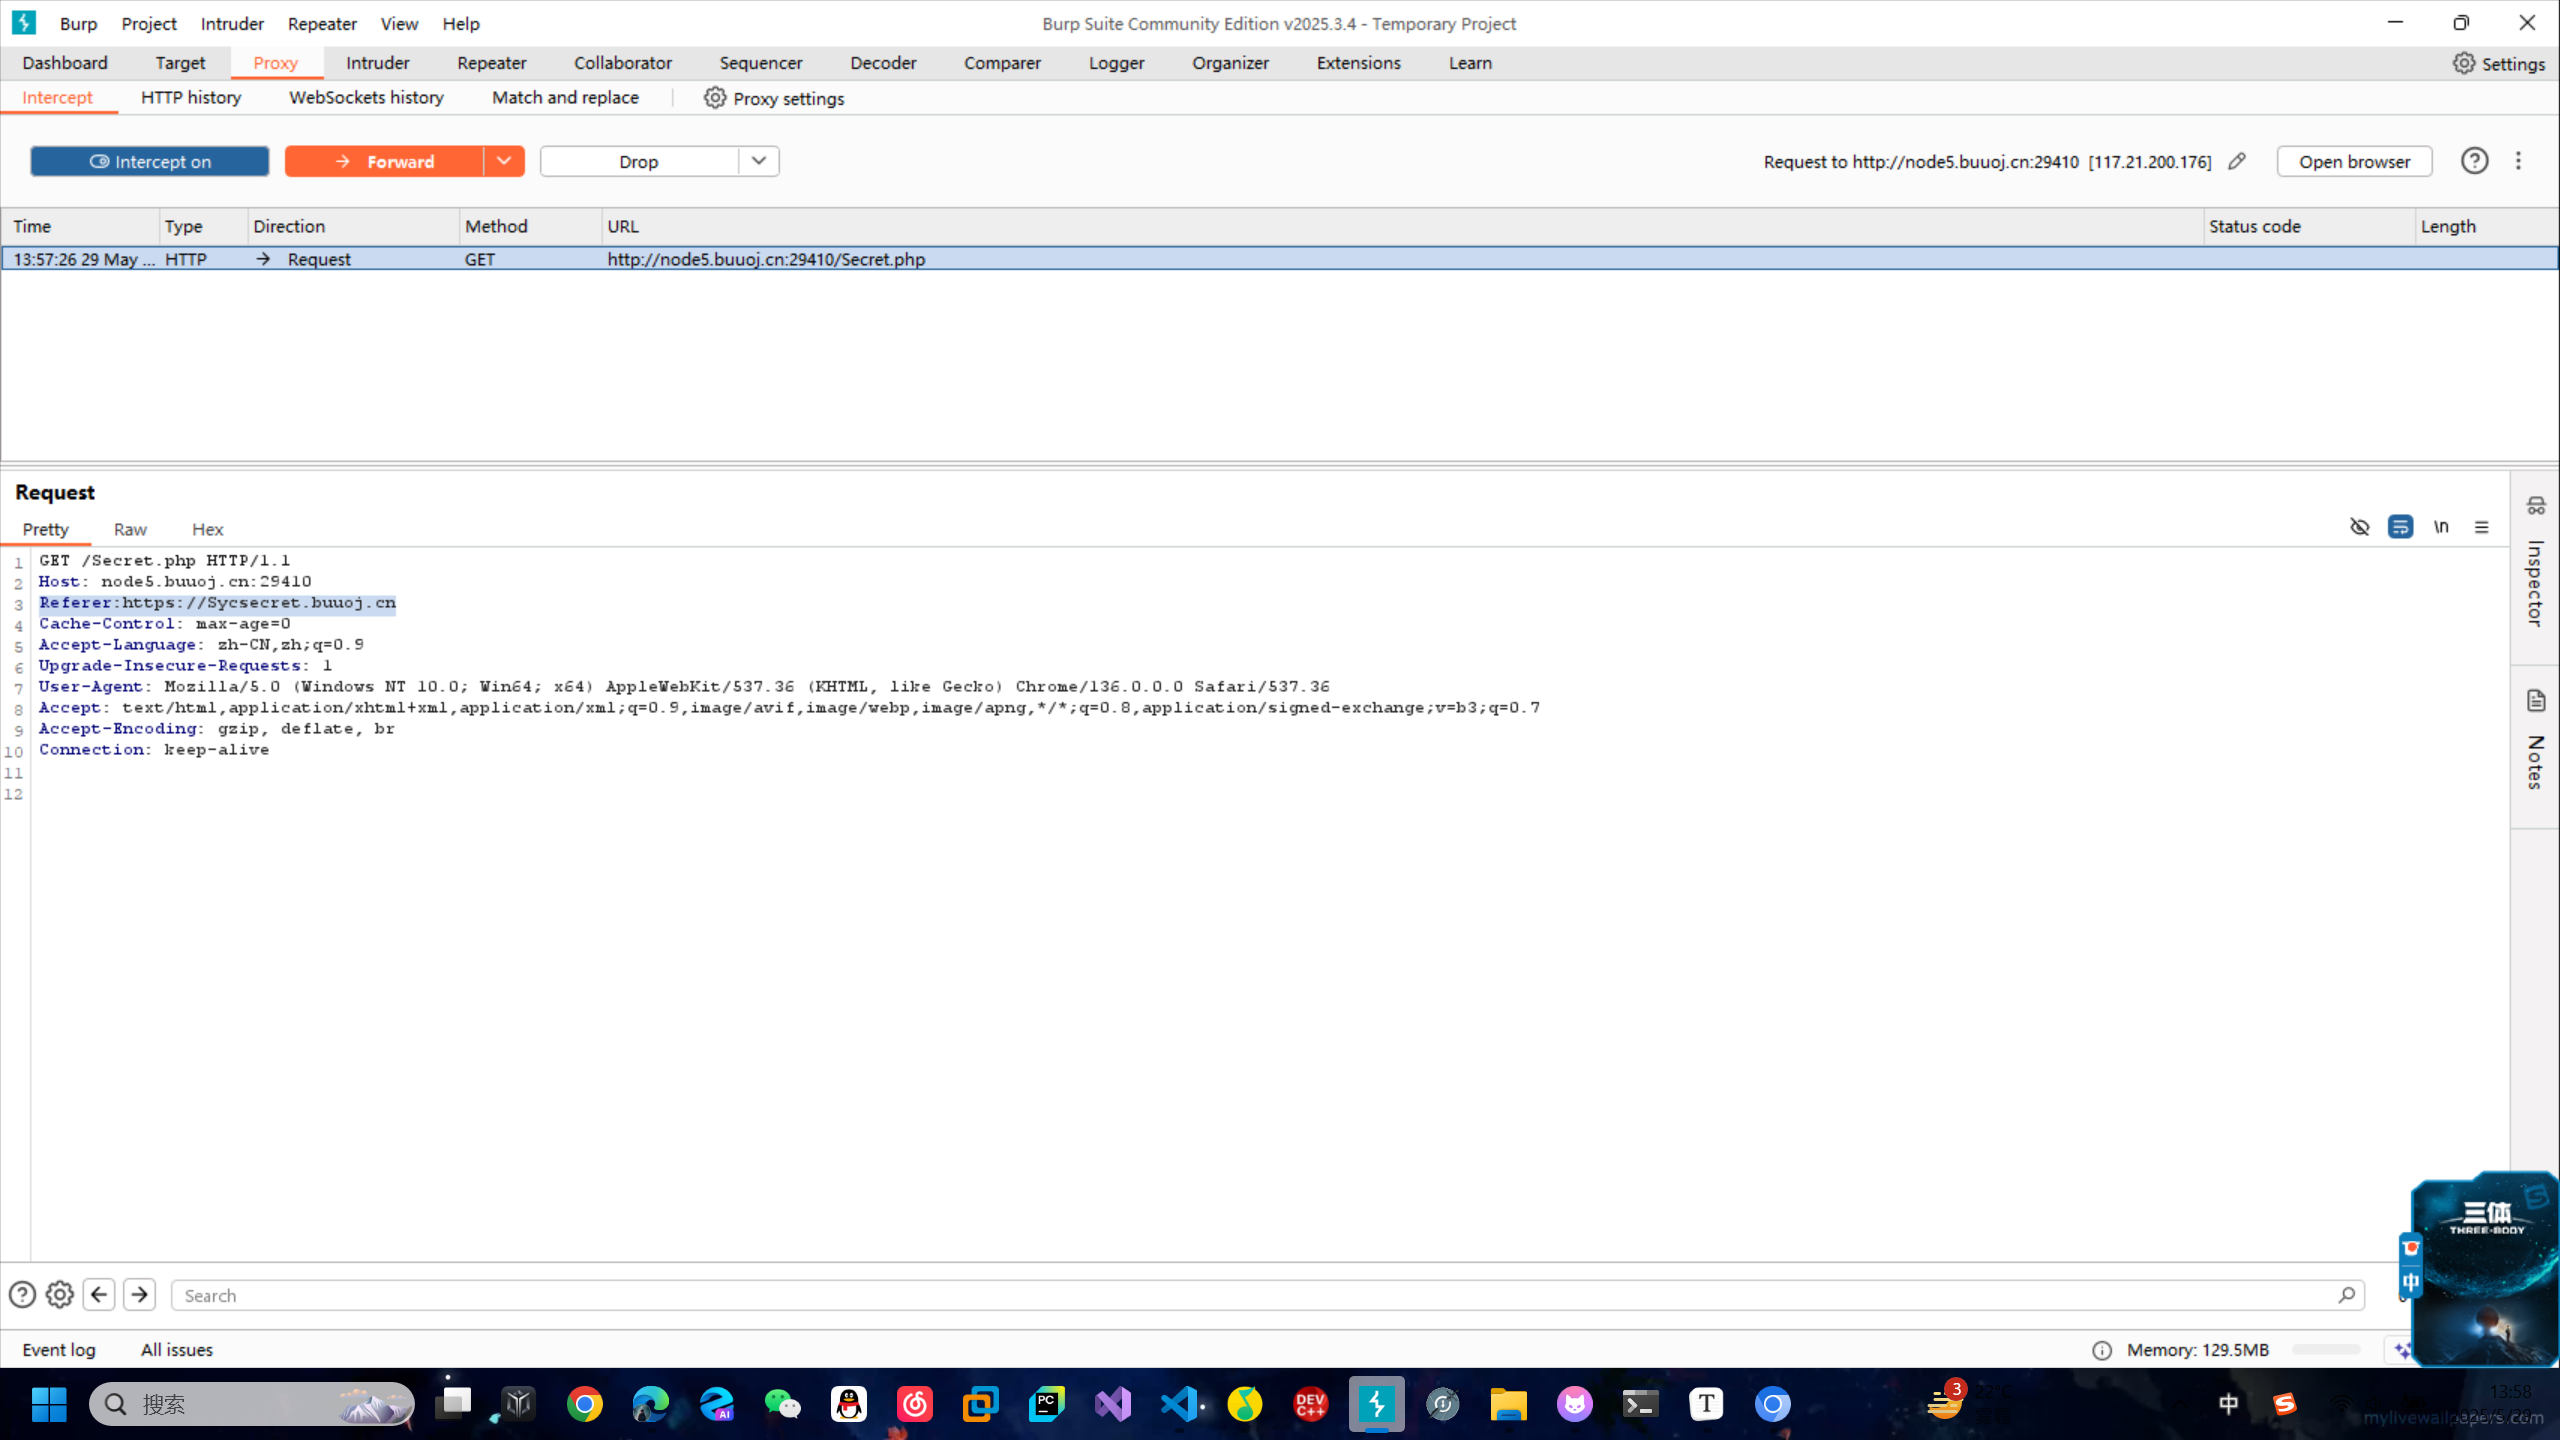 Burp Project Intruder Repeater View Help Burp Suite Community Edition v2025.3.4 - Temporary Project
Dashboard Target Proxy Intruder Repeater Collaborator Sequencer Decoder Comparer Logger Organizer Extensions Learn Settings
Intercept HTTP history WebSockets history Match and replace Proxy settings
Intercept on Forward Drop Request to http://node5.buuoj.cn:29410 [117.21.200.176] Open browser
Time Type Direction Method URL Status code Length
13:57:26 29 May ... HTTP → Request GET http://node5.buuoj.cn:29410/Secret.php
Request
Pretty Raw Hex \n
1 GET /Secret.php HTTP/1.1
2 Host: node5.buuoj.cn:29410
3 Referer:https://Sycsecret.buuoj.cn
4 Cache-Control: max-age=0
5 Accept-Language: zh-CN,zh;q=0.9
6 Upgrade-Insecure-Requests: 1
7 User-Agent: Mozilla/5.0 (Windows NT 10.0; Win64; x64) AppleWebKit/537.36 (KHTML, like Gecko) Chrome/136.0.0.0 Safari/537.36
8 Accept: text/html,application/xhtml+xml,application/xml;q=0.9,image/avif,image/webp,image/apng,*/*;q=0.8,application/signed-exchange;v=b3;q=0.7
9 Accept-Encoding: gzip, deflate, br
10 Connection: keep-alive
11
12
Inspector
Notes
三体
THREE-BODY
中
Search
Event log All issues Memory: 129.5MB
搜索 AI PC DEV C++ T 3 22°C 中 S 13:58
mylivewallpapers.com